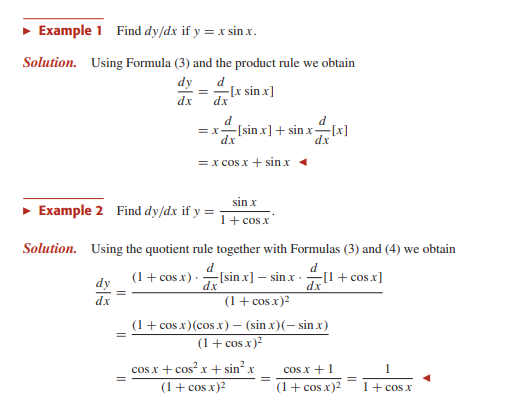 ▶ Example 1 Find dy/dx if y = x sin x.
Solution. Using Formula (3) and the product rule we obtain
dy/dx = d/dx[x sin x]
= x d/dx[sin x] + sin x d/dx[x]
= x cos x + sin x ◀
▶ Example 2 Find dy/dx if y = sin x/(1 + cos x).
Solution. Using the quotient rule together with Formulas (3) and (4) we obtain
dy/dx = ((1 + cos x) · d/dx[sin x] − sin x · d/dx[1 + cos x])/(1 + cos x)²
= ((1 + cos x)(cos x) − (sin x)(− sin x))/(1 + cos x)²
= (cos x + cos² x + sin² x)/(1 + cos x)² = (cos x + 1)/(1 + cos x)² = 1/(1 + cos x) ◀